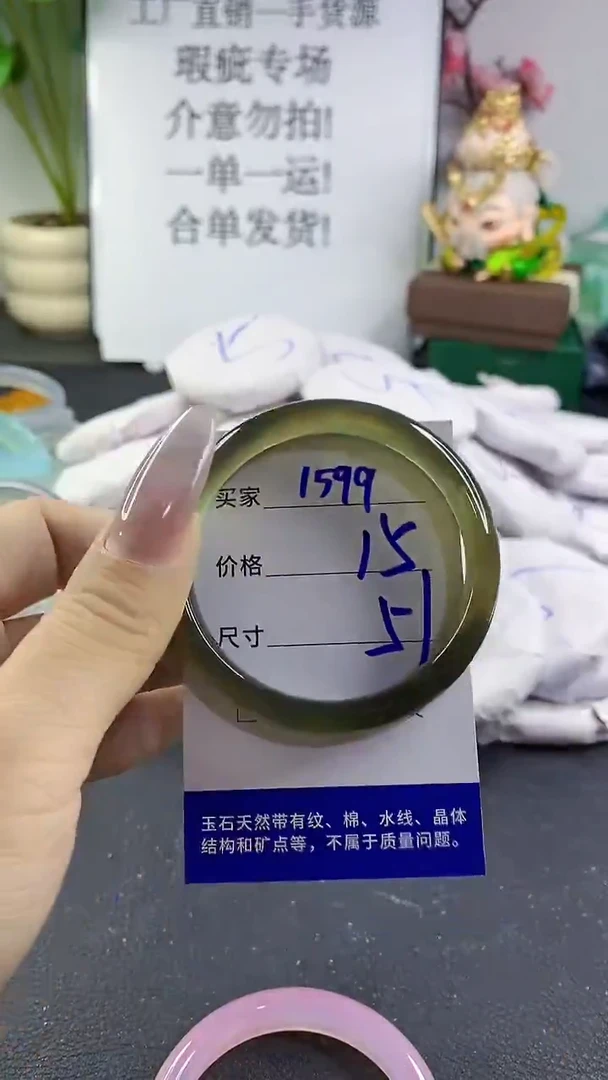 工厂直销一手货源
瑕疵专场
介意勿拍!
一单一运!
合单发货!
15
买家 1599
价格 15
尺寸 51
玉石天然带有纹、棉、水线、晶体
结构和矿点等，不属于质量问题。